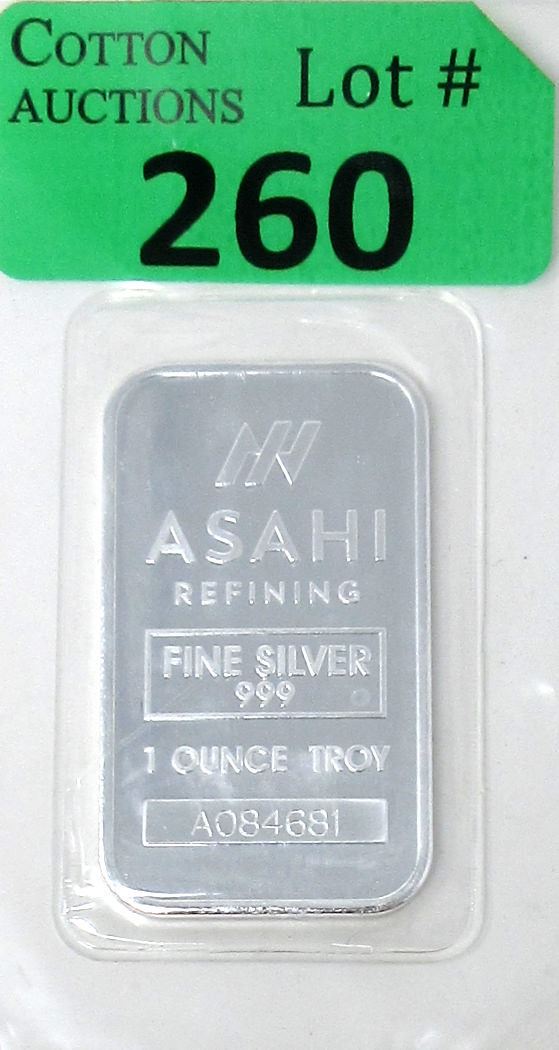 COTTON
AUCTIONS
Lot #
260
ASAHI
REFINING
FINE SILVER
999
1 OUNCE TROY
A084681